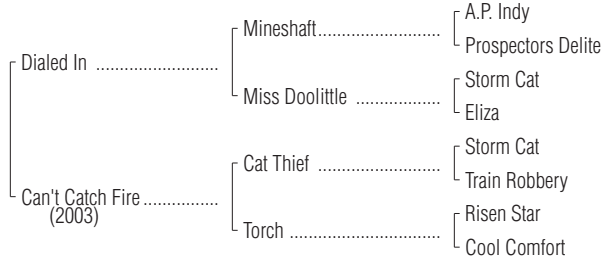 A.P. Indy
Mineshaft
Prospectors Delite
Dialed In
Storm Cat
Miss Doolittle
Eliza
Storm Cat
Cat Thief
Train Robbery
Can't Catch Fire
(2003)
Risen Star
Torch
Cool Comfort